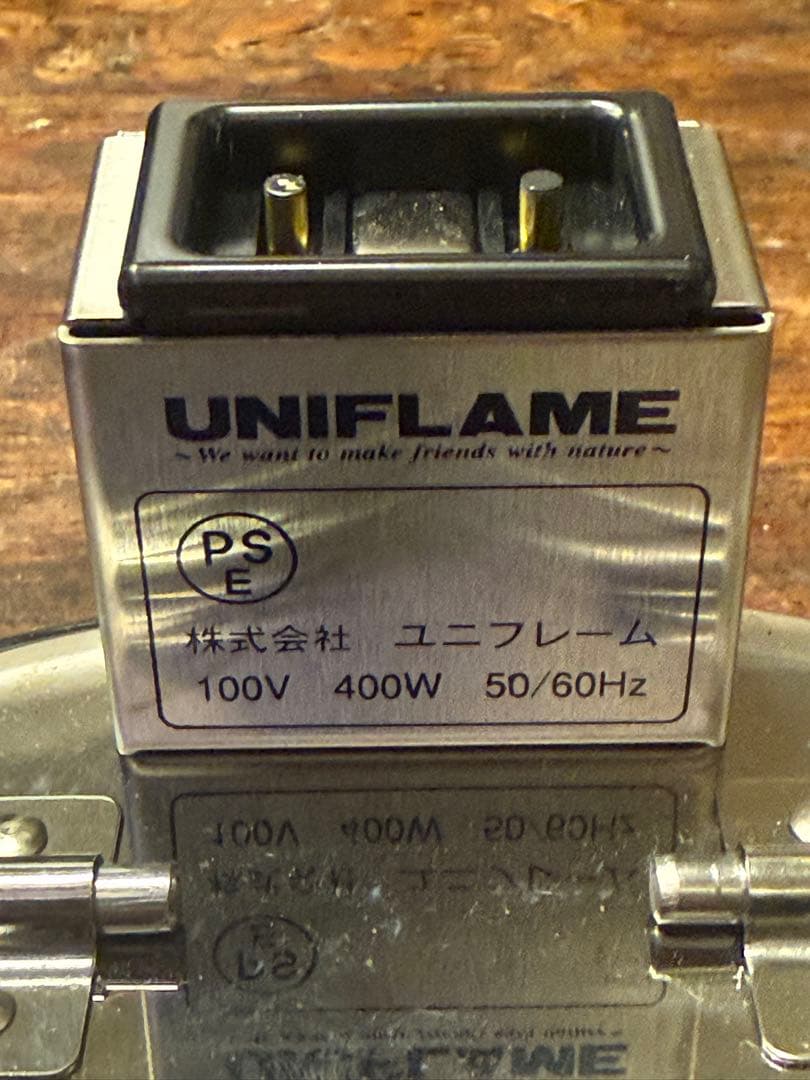 UNIFLAME
~We want to make friends with nature~
PS
E
株式会社 ユニフレーム
100V 400W 50/60Hz